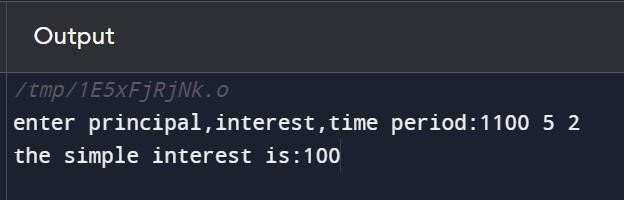 Output
/tmp/1E5xFjRjNk.o
enter principal,interest,time period:1100 5 2
the simple interest is:100